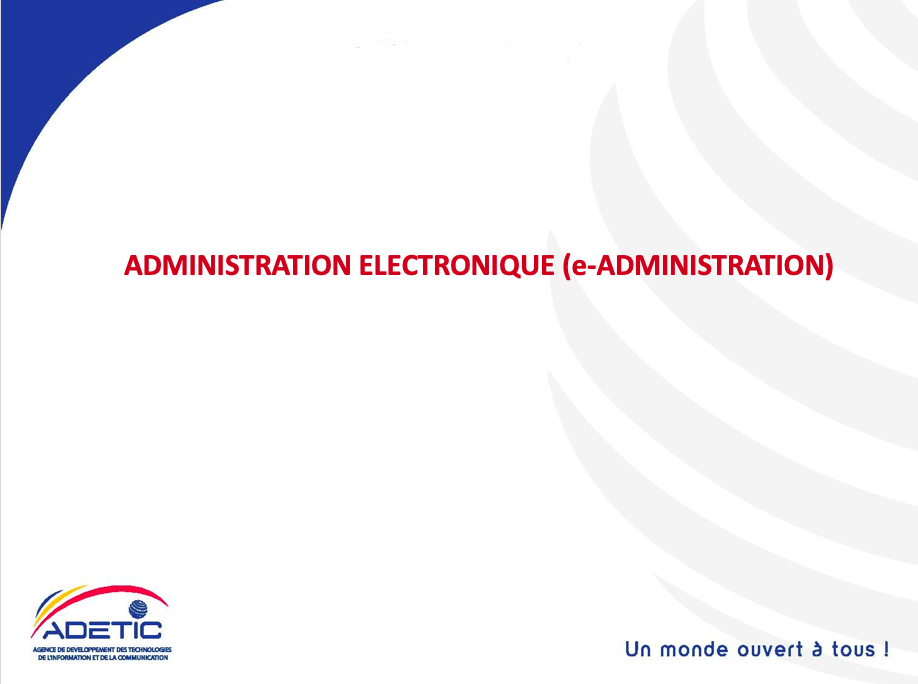 ADMINISTRATION ELECTRONIQUE (e-ADMINISTRATION)
ADETIC
AGENCE DE DEVELOPPEMENT DES TECHNOLOGIES
DE L'INFORMATION ET DE LA COMMUNICATION
Un monde ouvert à tous !